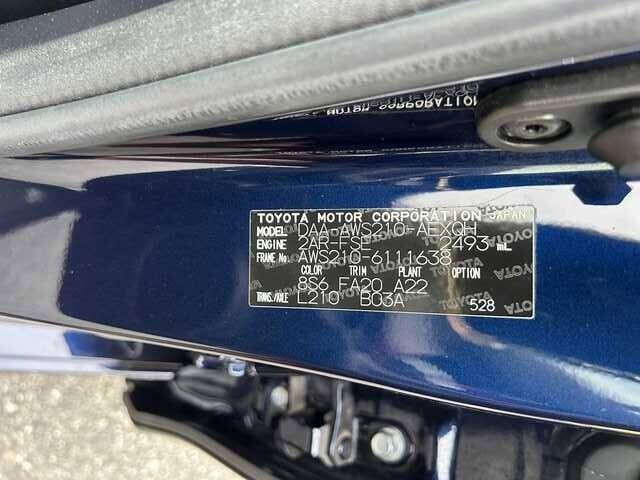 TOYOTA MOTOR CORPORATION JAPAN
MODEL DAA-AWS210-AEXQH
ENGINE 2AR-FSE 2493 mL
FRAME No. AWS210-6111638
COLOR TRIM PLANT OPTION
8S6 FA20 A22
TRANS./AXLE L210 B03A 528